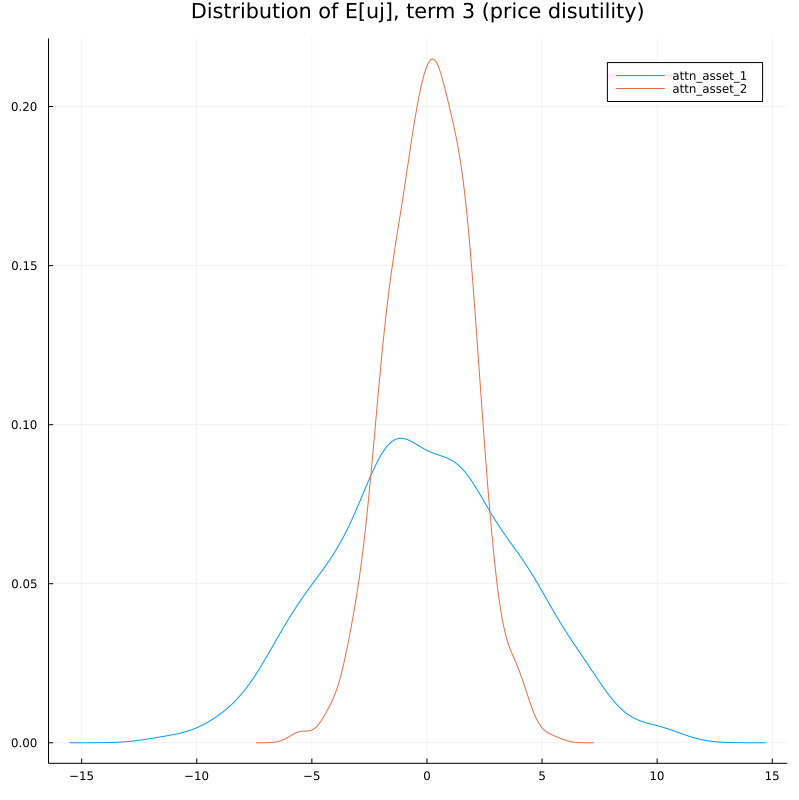 Distribution of E[uj], term 3 (price disutility)
attn_asset_1
attn_asset_2
0.20
0.15
0.10
0.05
0.00
−15 −10 −5 0 5 10 15